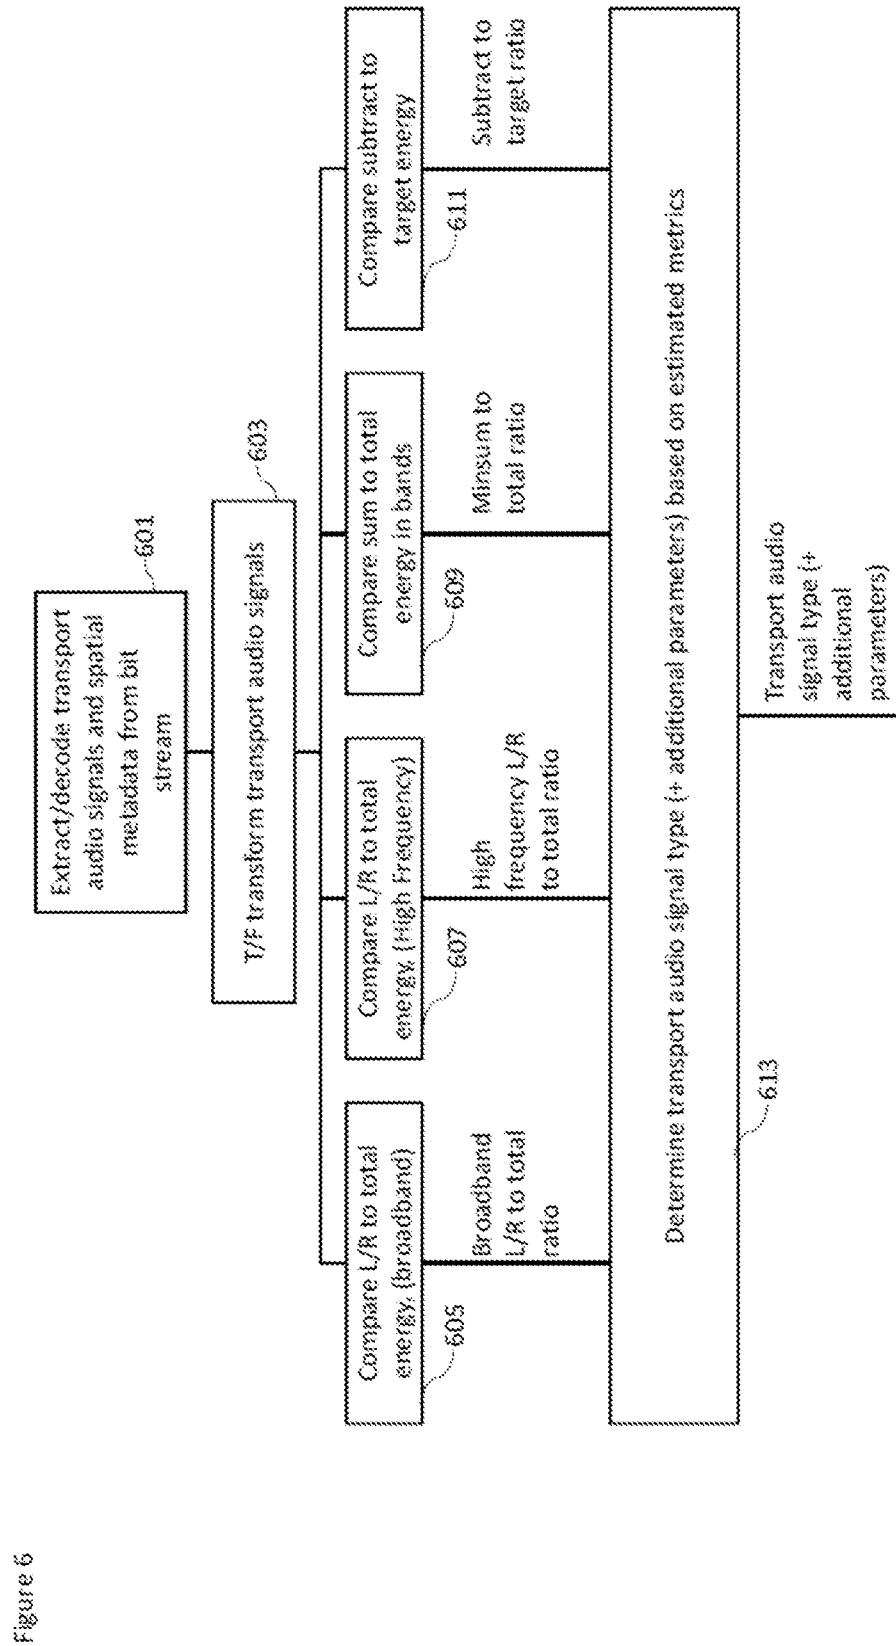 Figure 6
Extract/decode transport
audio signals and spatial
metadata from bit
stream
601
T/F transform transport audio signals
603
Compare L/R to total
energy, (broadband)
605
Compare L/R to total
energy, (High Frequency)
607
Compare sum to total
energy in bands
609
Compare subtract to
target energy
611
Broadband
L/R to total
ratio
High
frequency L/R
to total ratio
Minsum to
total ratio
Subtract to
target ratio
Determine transport audio signal type (+ additional parameters) based on estimated metrics
613
Transport audio
signal type (+
additional
parameters)